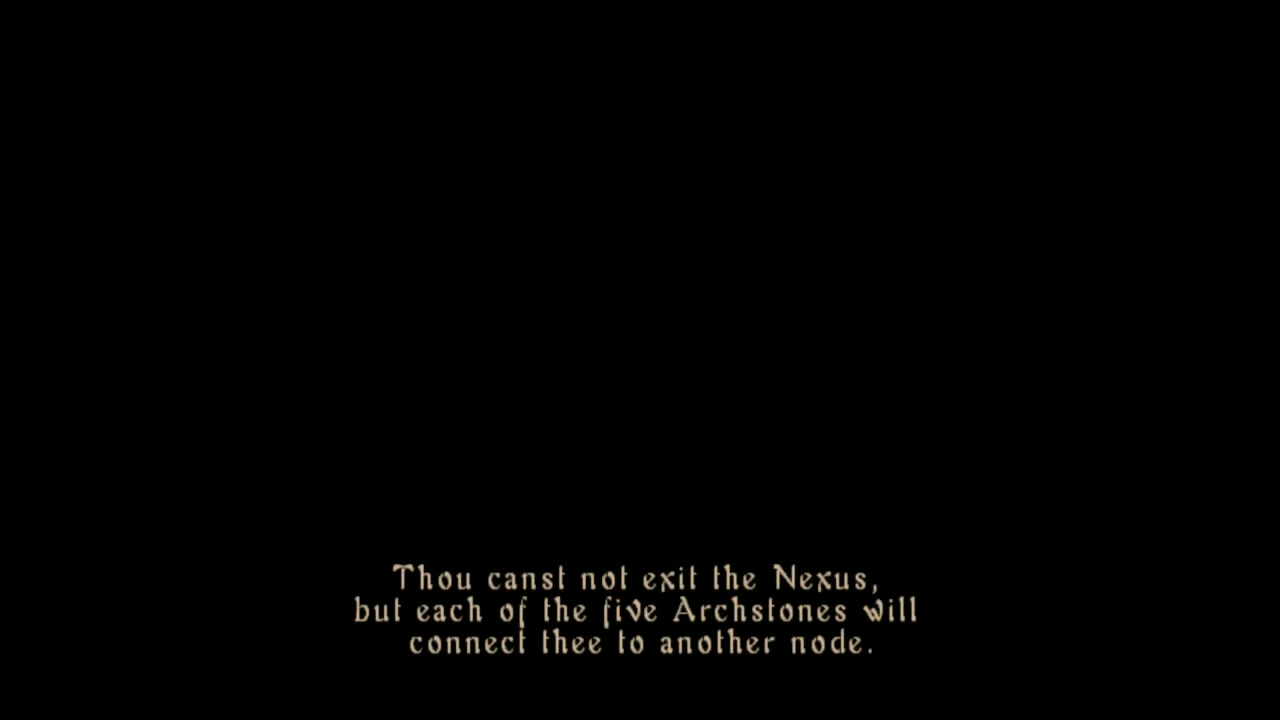 Thou canst not exit the Nexus,
but each of the five Archstones will
connect thee to another node.